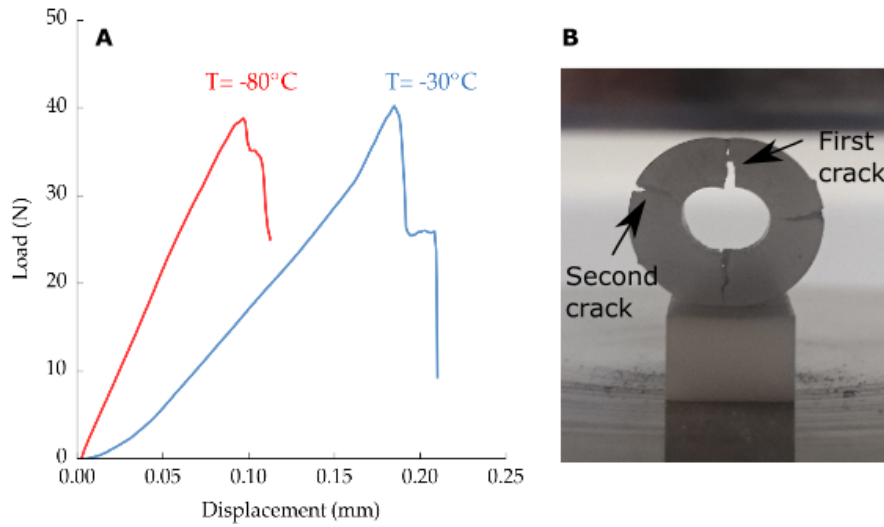 A
T= -80°C
T= -30°C
50
40
30
20
10
0
Load (N)
0.00
0.05
0.10
0.15
0.20
0.25
Displacement (mm)
B
First
crack
Second
crack